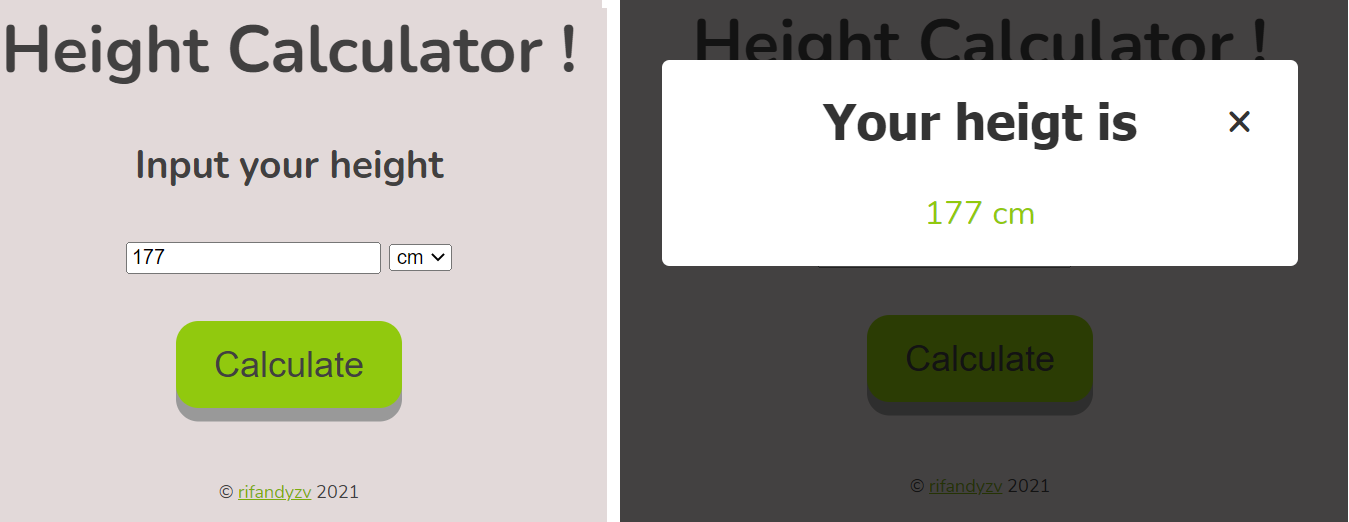 Height Calculator !
Input your height
177 cm
Calculate
© rifandyzv 2021
Height Calculator !
Your heigt is ×
177 cm
Calculate
© rifandyzv 2021